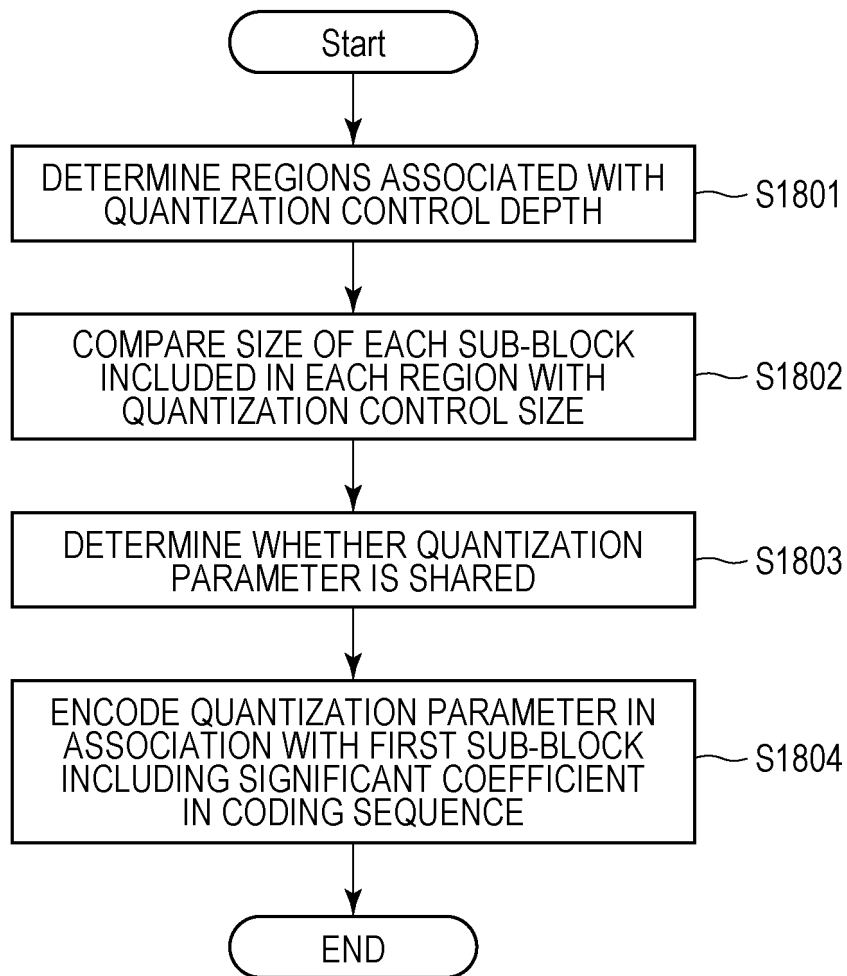 Start
DETERMINE REGIONS ASSOCIATED WITH
QUANTIZATION CONTROL DEPTH
S1801
COMPARE SIZE OF EACH SUB-BLOCK
INCLUDED IN EACH REGION WITH
QUANTIZATION CONTROL SIZE
S1802
DETERMINE WHETHER QUANTIZATION
PARAMETER IS SHARED
S1803
ENCODE QUANTIZATION PARAMETER IN
ASSOCIATION WITH FIRST SUB-BLOCK
INCLUDING SIGNIFICANT COEFFICIENT
IN CODING SEQUENCE
S1804
END